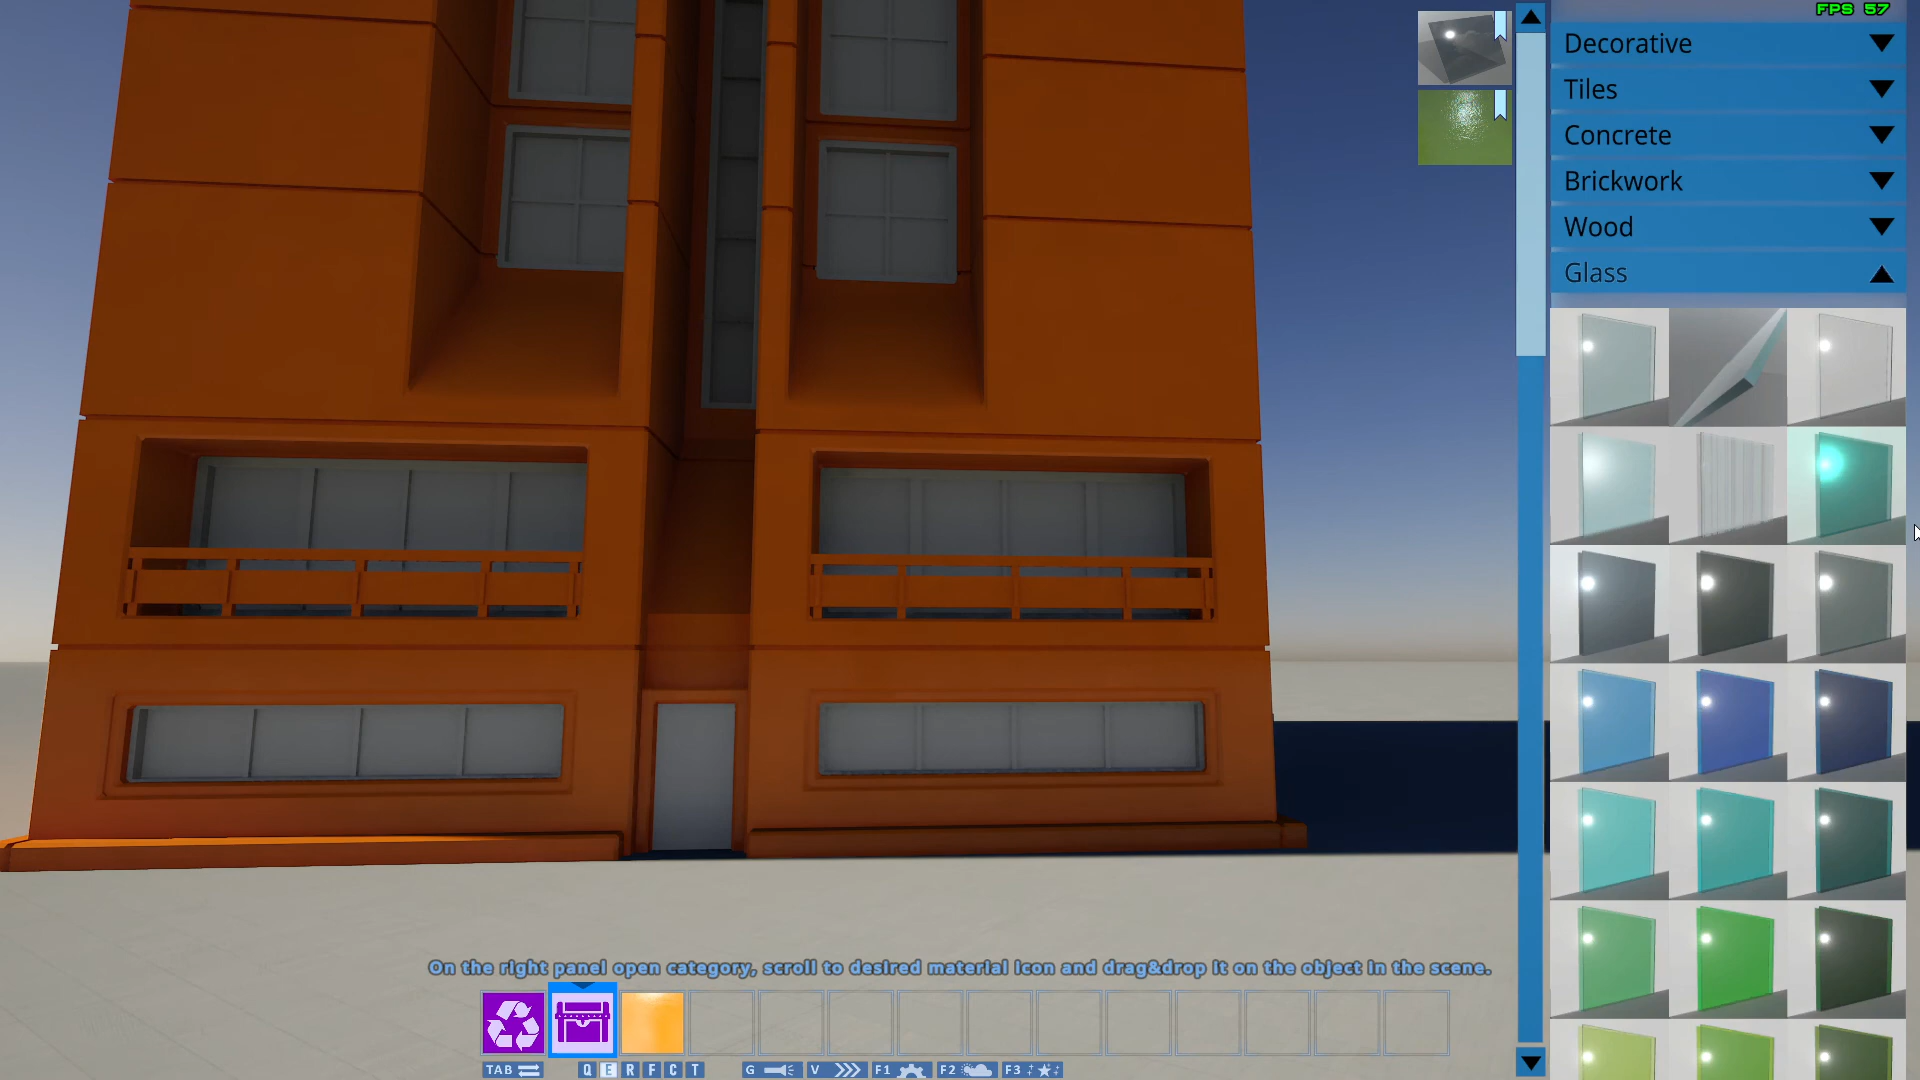 FPS 57
Decorative
Tiles
Concrete
Brickwork
Wood
Glass
On the right panel open category, scroll to desired material icon and drag&drop it on the object in the scene.
TAB Q E R F C T G V F1 F2 F3